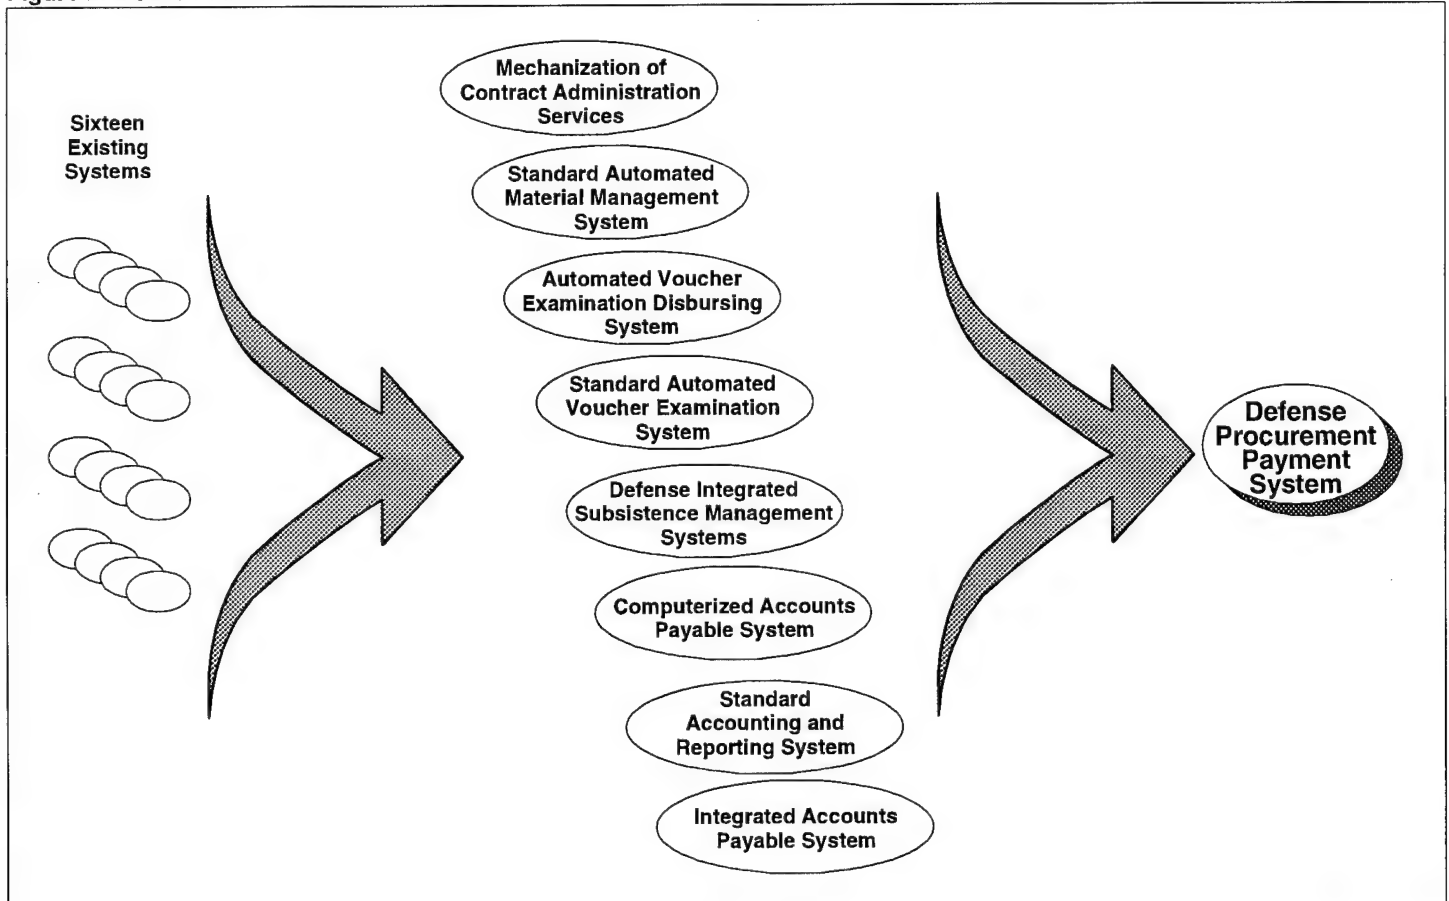 Sixteen
Existing
Systems
Mechanization of
Contract Administration
Services
Standard Automated
Material Management
System
Automated Voucher
Examination Disbursing
System
Standard Automated
Voucher Examination
System
Defense Integrated
Subsistence Management
Systems
Computerized Accounts
Payable System
Standard
Accounting and
Reporting System
Integrated Accounts
Payable System
Defense
Procurement
Payment
System